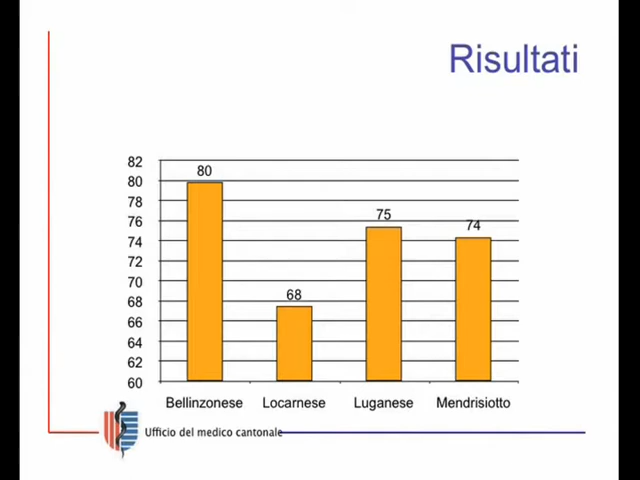 Risultati
82
80
78
76
74
72
70
68
66
64
62
60
80
68
75
74
Bellinzonese
Locarnese
Luganese
Mendrisiotto
Ufficio del medico cantonale